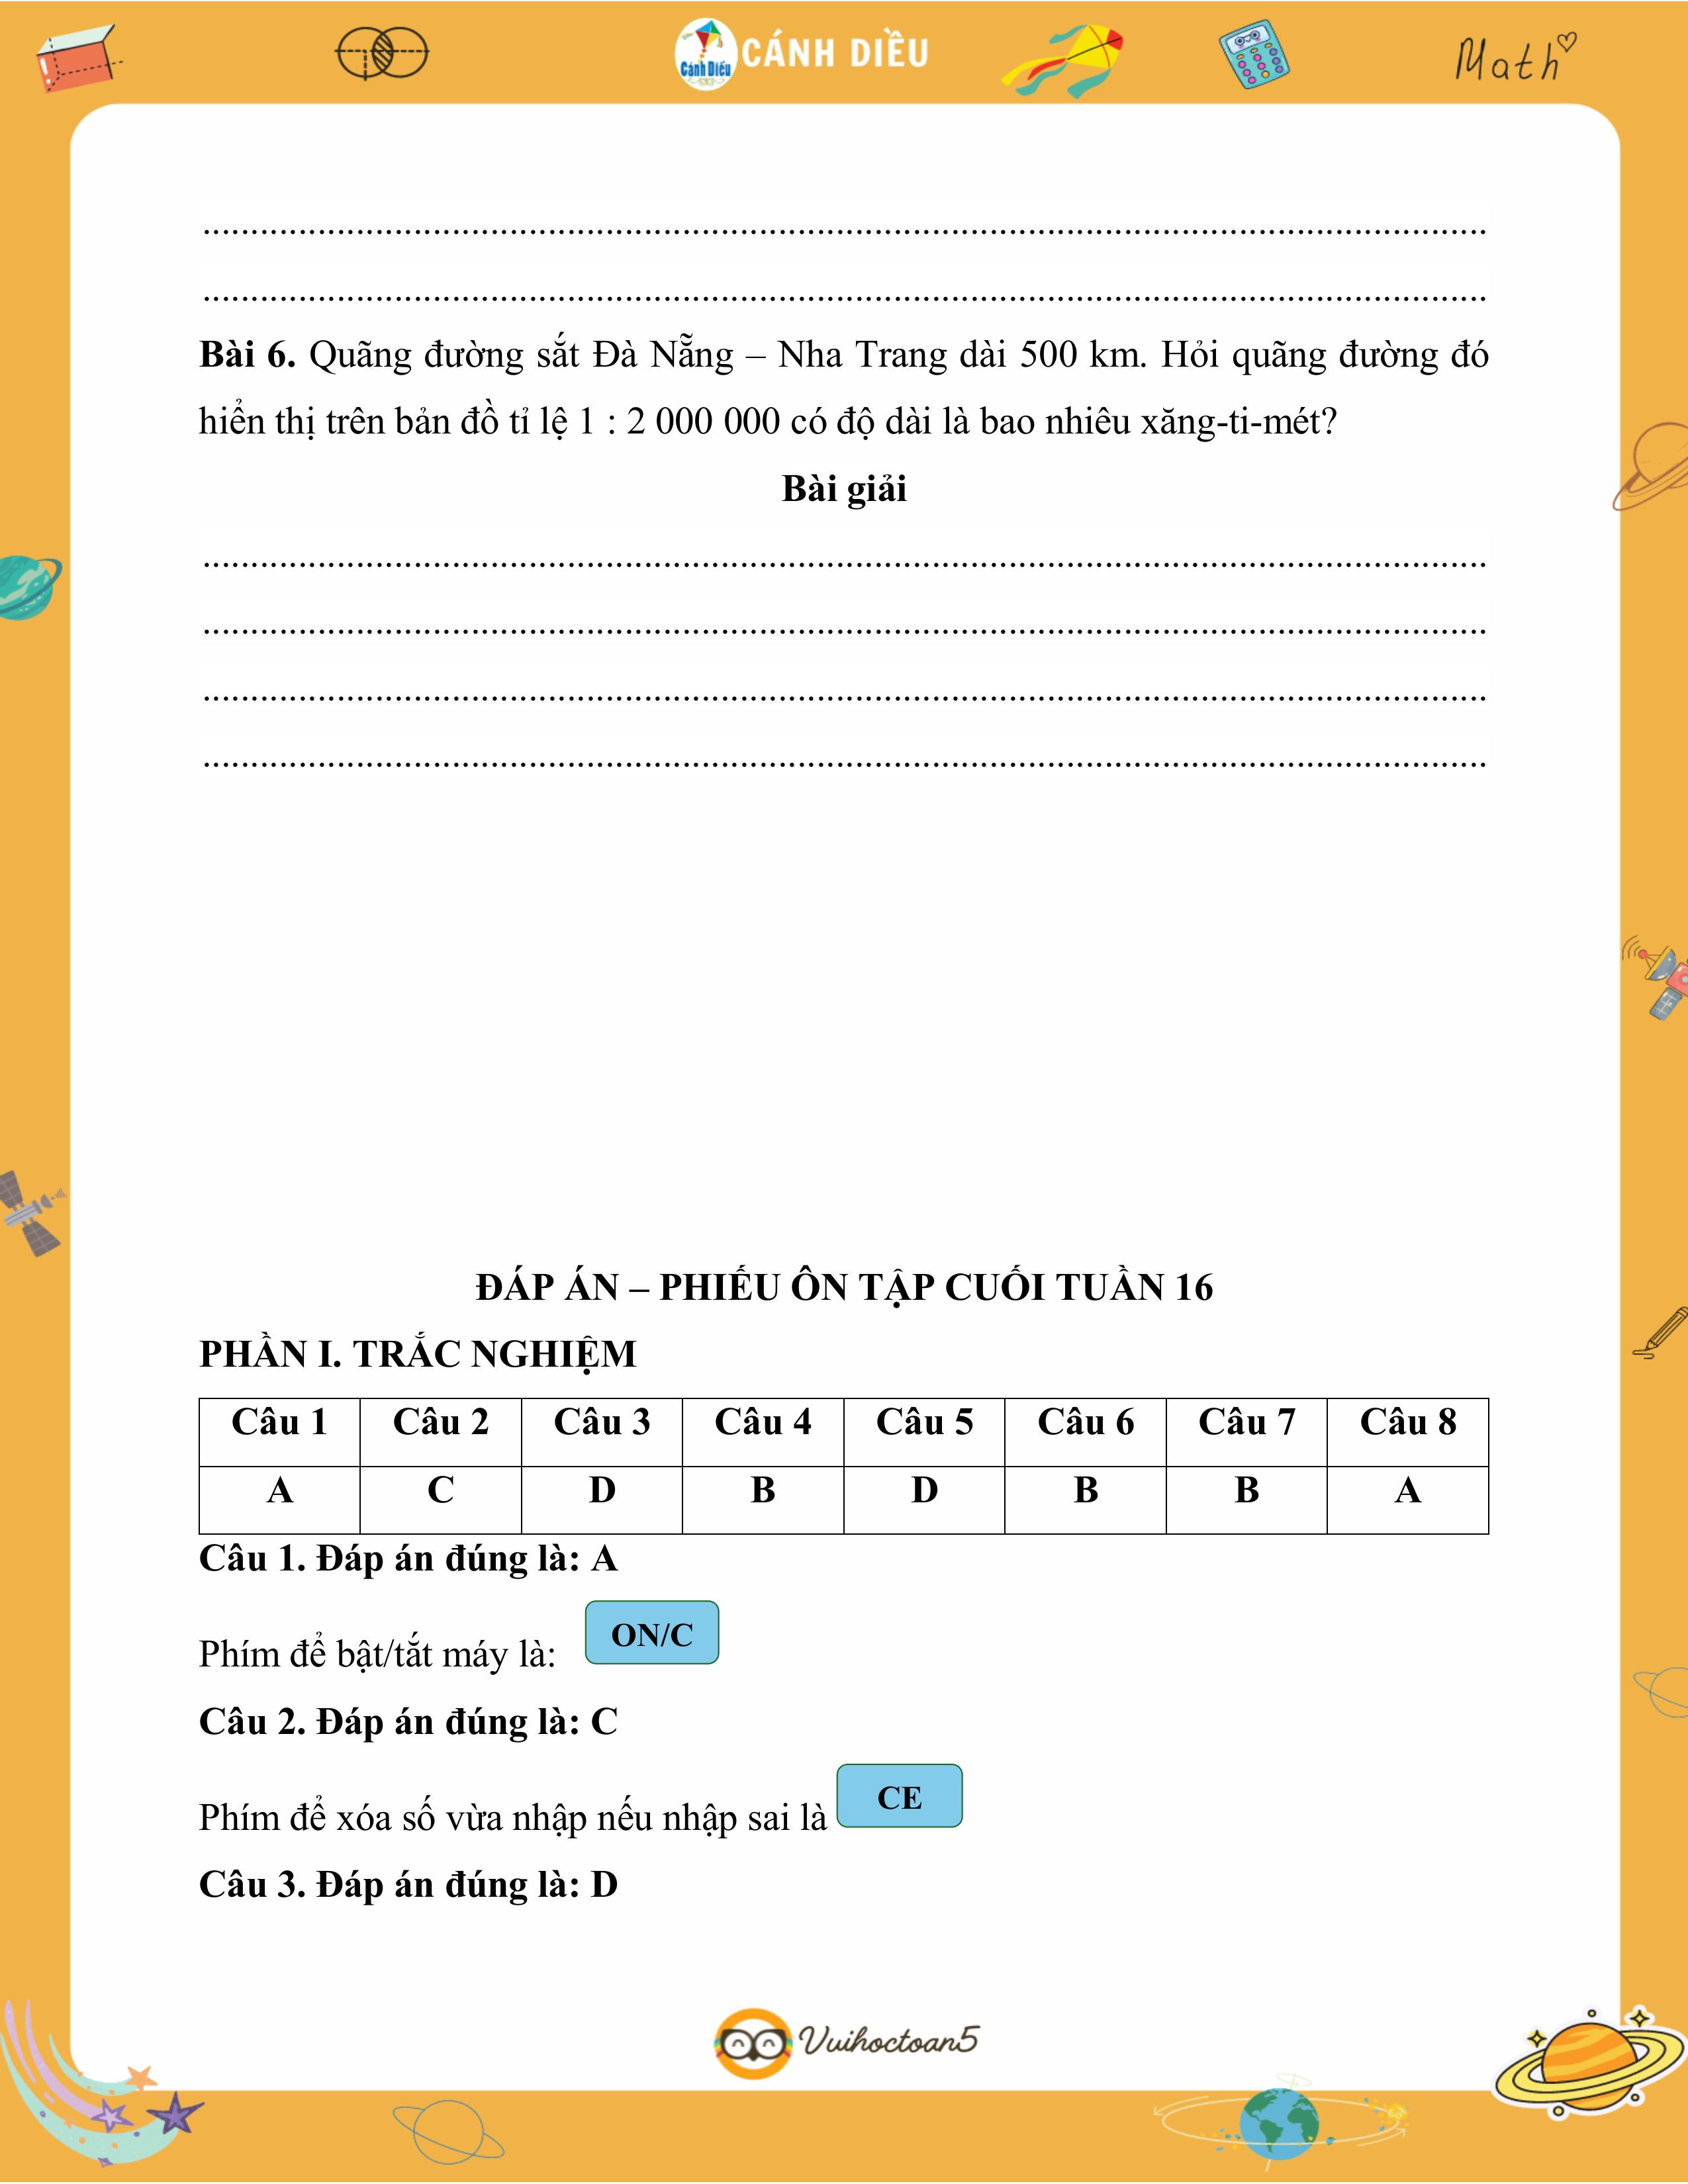 Cánh Diều CÁNH DIỀU Math
........................................................................................................................
........................................................................................................................
Bài 6. Quãng đường sắt Đà Nẵng – Nha Trang dài 500 km. Hỏi quãng đường đó
hiển thị trên bản đồ tỉ lệ 1 : 2 000 000 có độ dài là bao nhiêu xăng-ti-mét?
Bài giải
........................................................................................................................
........................................................................................................................
........................................................................................................................
........................................................................................................................
ĐÁP ÁN – PHIẾU ÔN TẬP CUỐI TUẦN 16
PHẦN I. TRẮC NGHIỆM
Câu 1 Câu 2 Câu 3 Câu 4 Câu 5 Câu 6 Câu 7 Câu 8
A C D B D B B A
Câu 1. Đáp án đúng là: A
Phím để bật/tắt máy là: ON/C
Câu 2. Đáp án đúng là: C
Phím để xóa số vừa nhập nếu nhập sai là CE
Câu 3. Đáp án đúng là: D
Vuihoctoan5